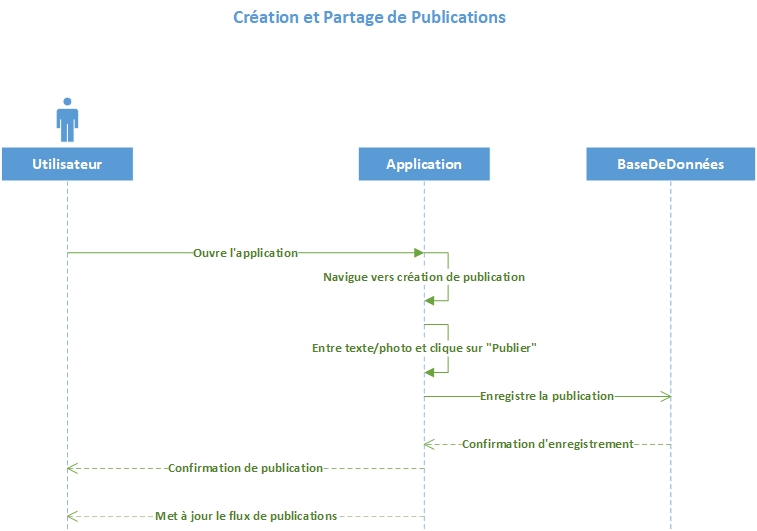 Création et Partage de Publications
Utilisateur
Application
BaseDeDonnées
Ouvre l'application
Navigue vers création de publication
Entre texte/photo et clique sur "Publier"
Enregistre la publication
Confirmation d'enregistrement
Confirmation de publication
Met à jour le flux de publications